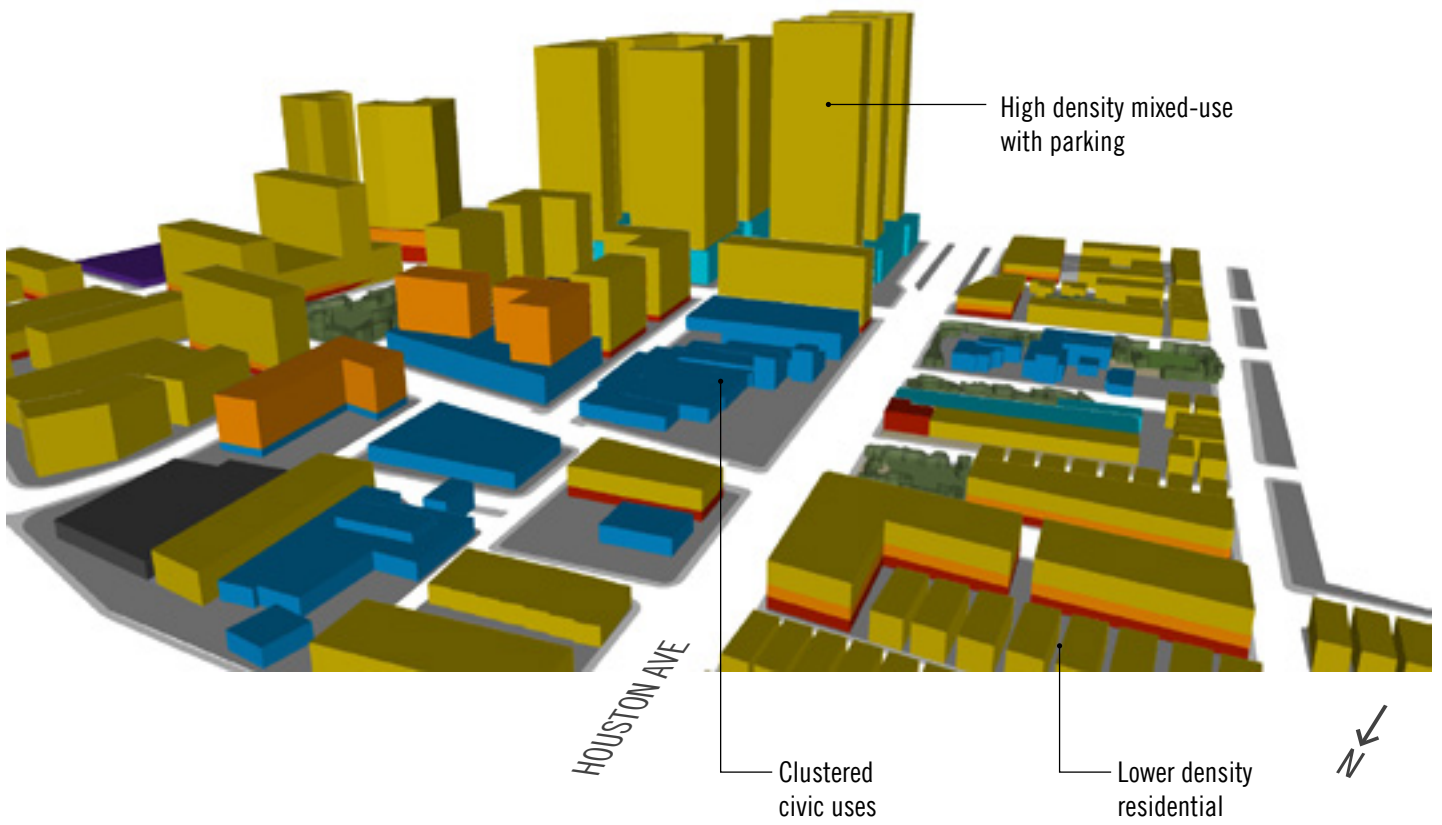 High density mixed-use
with parking
HOUSTON AVE
Clustered
civic uses
Lower density
residential
N